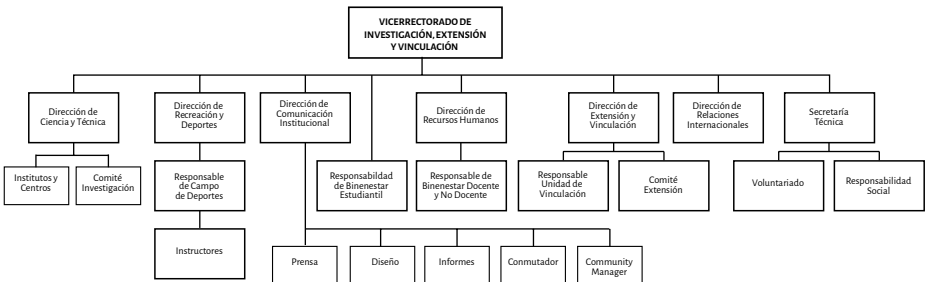 VICERRECTORADO DE
INVESTIGACIÓN, EXTENSIÓN
Y VINCULACIÓN
Dirección de
Ciencia y Técnica
Dirección de
Recreación y
Deportes
Dirección de
Comunicación
Institucional
Dirección de
Recursos Humanos
Dirección de
Extensión y
Vinculación
Dirección de
Relaciones
Internacionales
Secretaría
Técnica
Institutos y
Centros
Comité
Investigación
Responsable
de Campo
de Deportes
Responsabildad
de Binenestar
Estudiantil
Responsable de
Binenestar Docente
y No Docente
Responsable
Unidad de
Vinculación
Comité
Extensión
Voluntariado
Responsabilidad
Social
Instructores
Prensa
Diseño
Informes
Conmutador
Community
Manager